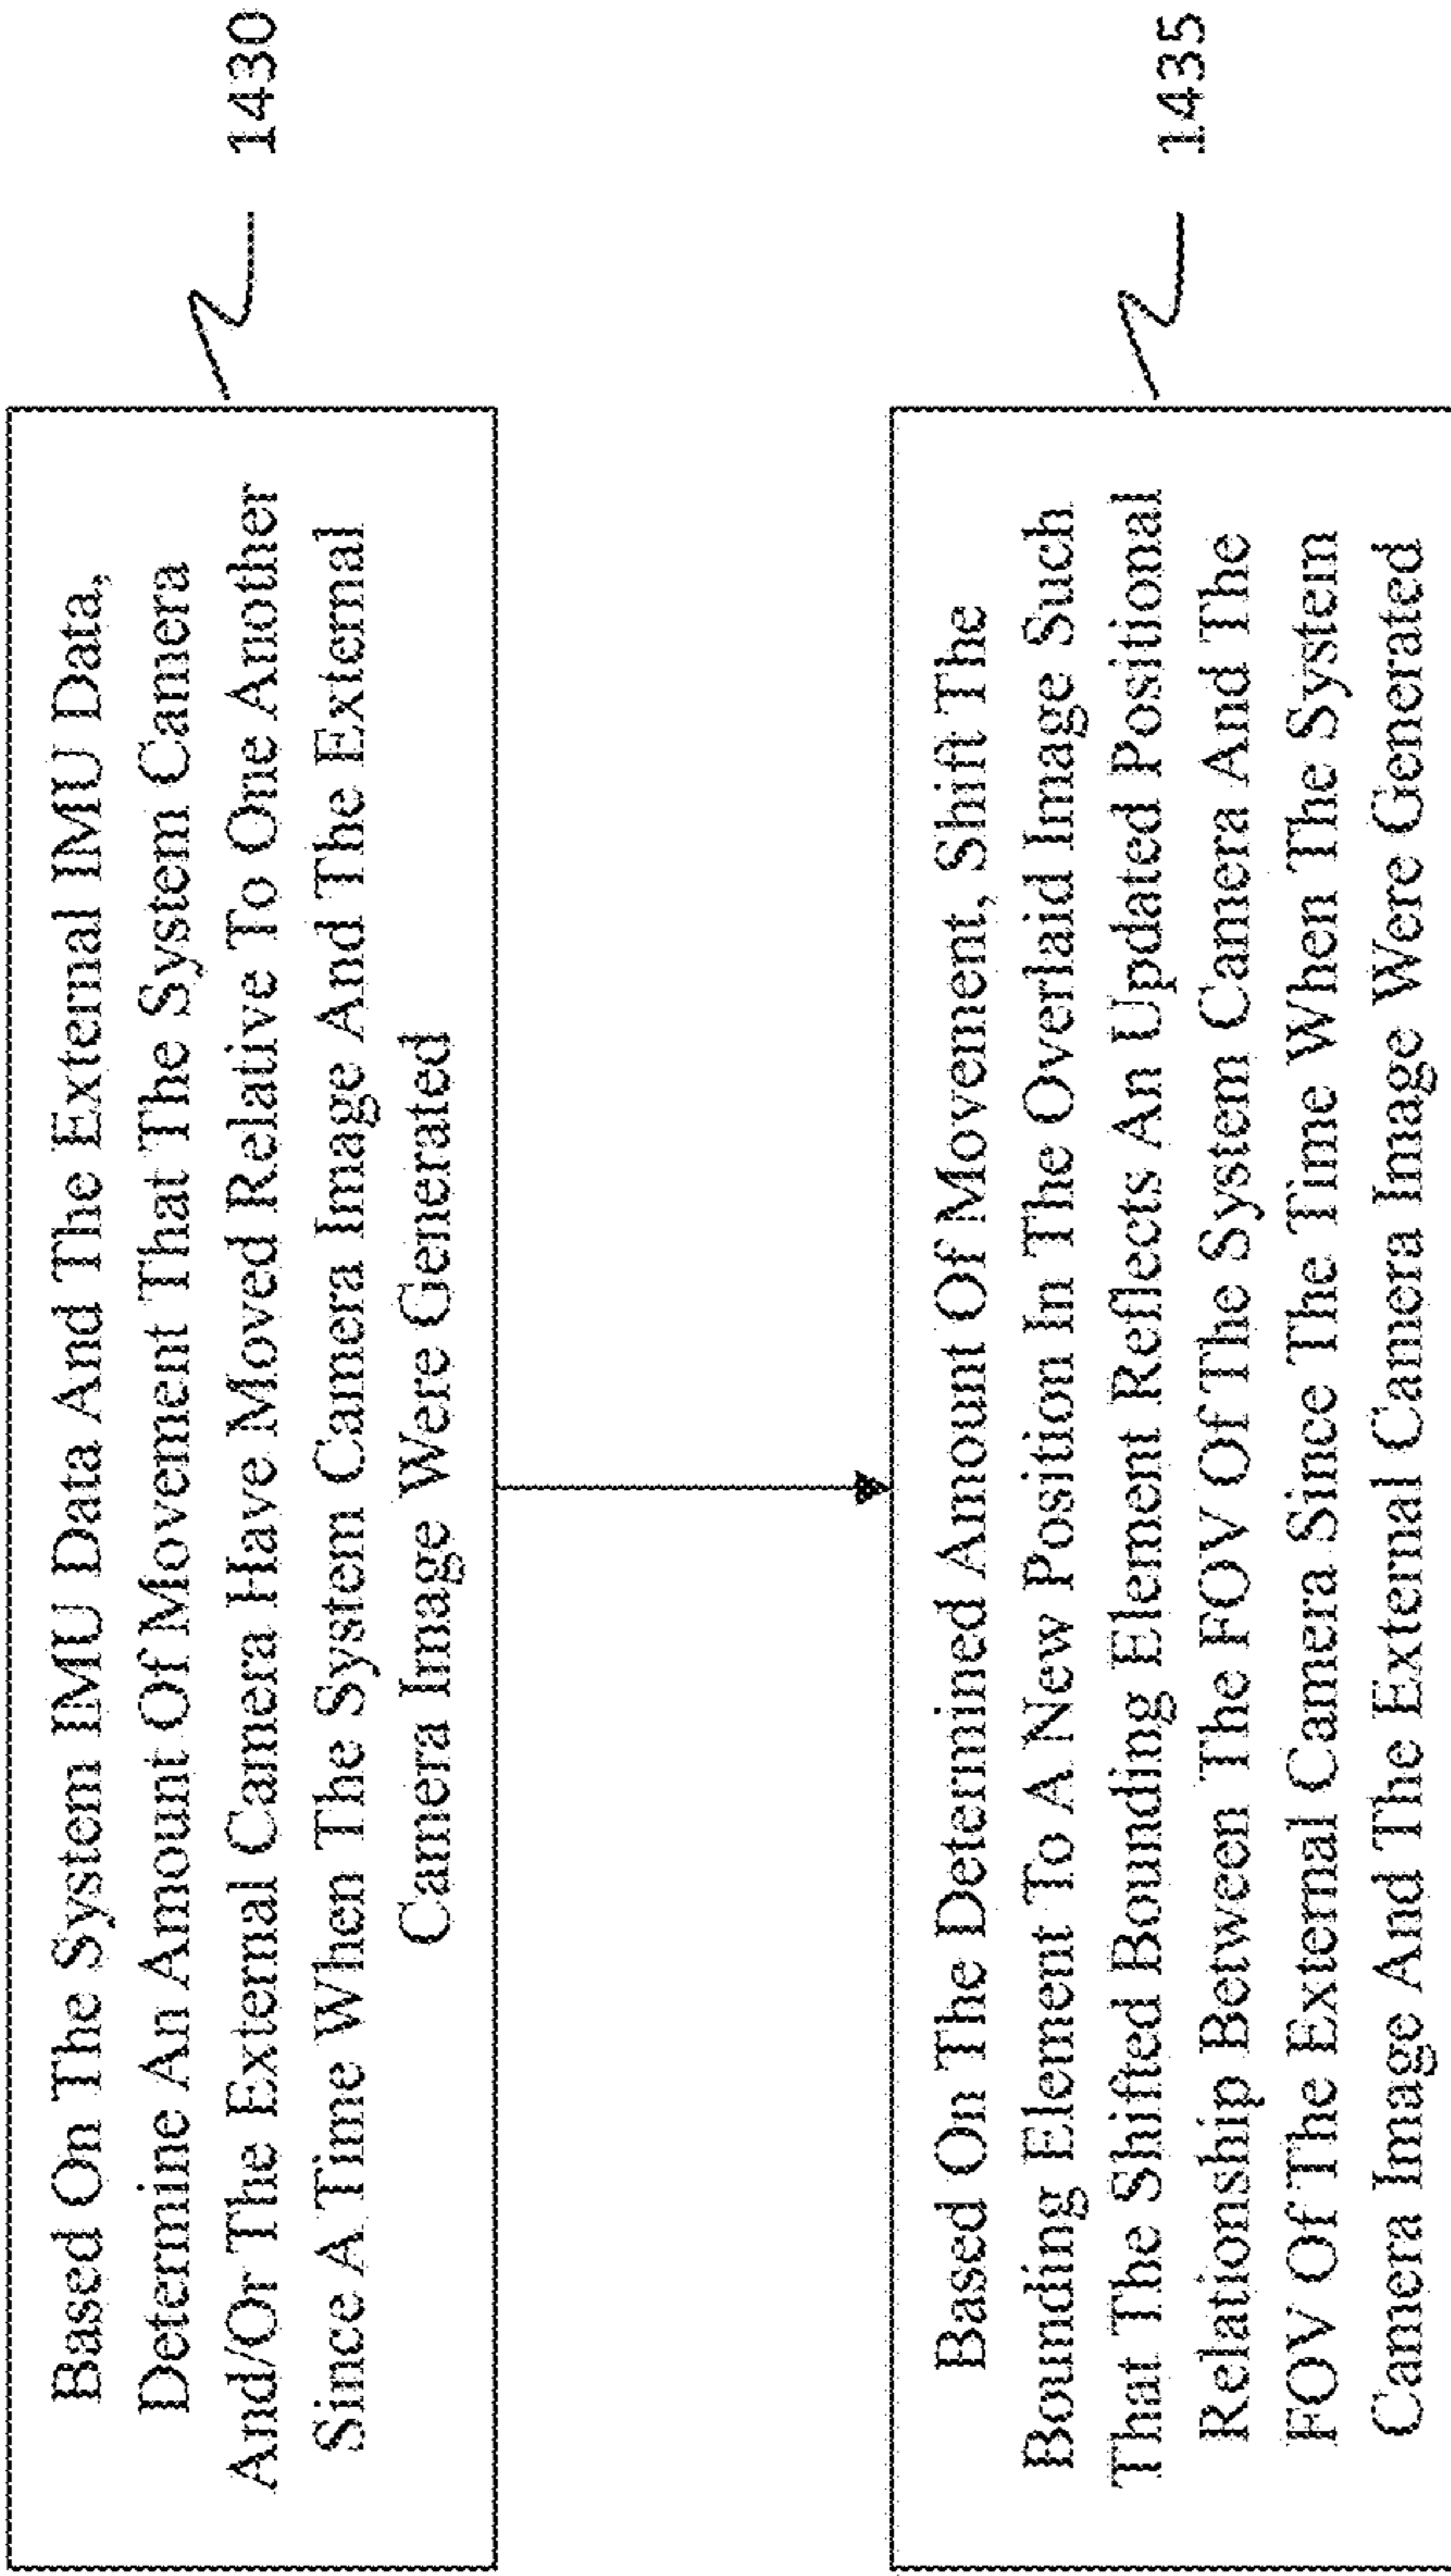 Based On The System IMU Data And The External IMU Data,
Determine An Amount Of Movement That The System Camera
And/Or The External Camera Have Moved Relative To One Another
Since A Time When The System Camera Image And The External
Camera Image Were Generated
1430
Based On The Determined Amount Of Movement, Shift The
Bounding Element To A New Position In The Overlaid Image Such
That The Shifted Bounding Element Reflects An Updated Positional
Relationship Between The FOV Of The System Camera And The
FOV Of The External Camera Since The Time When The System
Camera Image And The External Camera Image Were Generated
1435